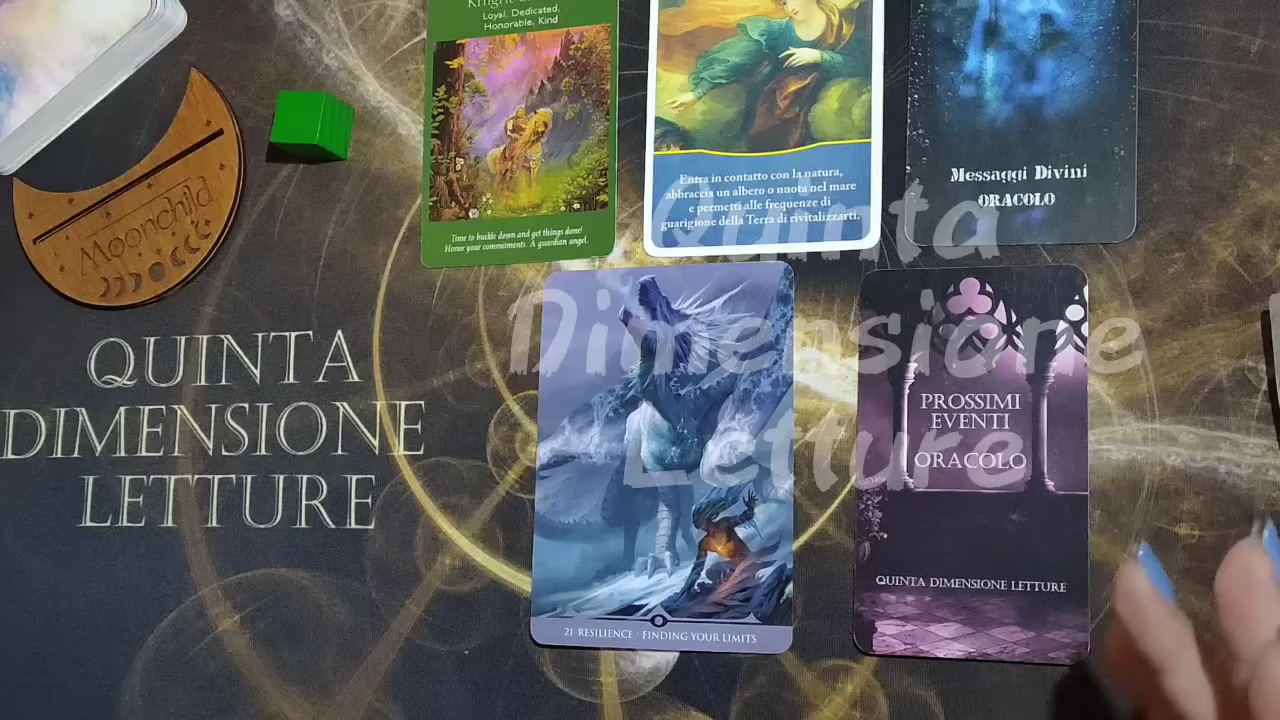 Loyal, Dedicated,
Honorable, Kind
Time to buckle down and get things done!
Honor your commitments. A guardian angel.
Entra in contatto con la natura,
abbraccia un albero o nuota nel mare
e permetti alle frequenze di
guarigione della Terra di rivitalizzarti.
Messaggi Divini
ORACOLO
Moonchild
QUINTA
DIMENSIONE
LETTURE
Quinta
Dimensione
Letture
21 RESILIENCE · FINDING YOUR LIMITS
PROSSIMI
EVENTI
ORACOLO
QUINTA DIMENSIONE LETTURE